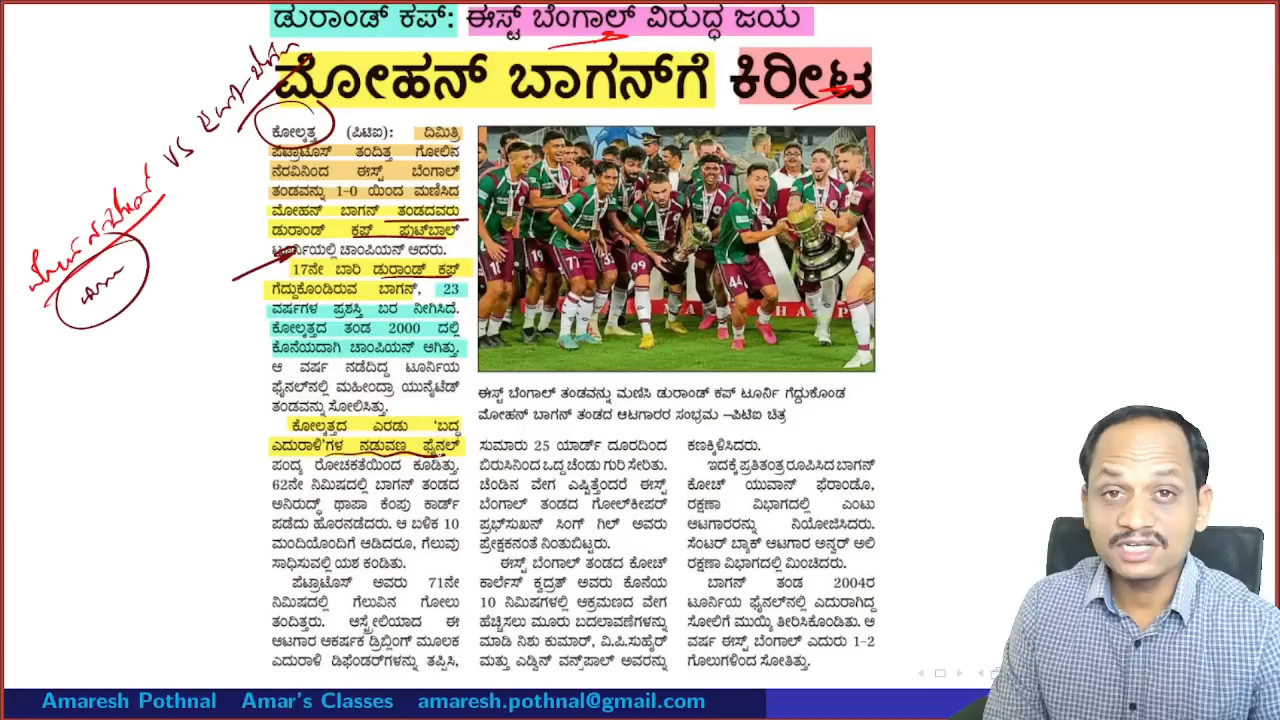 ಡುರಾಂಡ್ ಕಪ್: ಈಸ್ಟ್ ಬೆಂಗಾಲ್ ವಿರುದ್ಧ ಜಯ
ಮೋಹನ್ ಬಾಗನ್‌ಗೆ ಕಿರೀಟ
VS
ಕೋಲ್ಕತ್ತ (ಪಿಟಿಐ): ದಿಮಿತ್ರಿ
ಪೆಟ್ರಾಟೊಸ್ ತಂದಿತ್ತ ಗೋಲಿನ
ನೆರವಿನಿಂದ ಈಸ್ಟ್ ಬೆಂಗಾಲ್
ತಂಡವನ್ನು 1-0 ಯಿಂದ ಮಣಿಸಿದ
ಮೋಹನ್ ಬಾಗನ್ ತಂಡದವರು
ಡುರಾಂಡ್ ಕಪ್ ಫುಟ್‌ಬಾಲ್
ಟೂರ್ನಿಯಲ್ಲಿ ಚಾಂಪಿಯನ್ ಆದರು.
17ನೇ ಬಾರಿ ಡುರಾಂಡ್ ಕಪ್
ಗೆದ್ದುಕೊಂಡಿರುವ ಬಾಗನ್, 23
ವರ್ಷಗಳ ಪ್ರಶಸ್ತಿ ಬರ ನೀಗಿಸಿದೆ.
ಕೋಲ್ಕತ್ತದ ತಂಡ 2000 ದಲ್ಲಿ
ಕೊನೆಯದಾಗಿ ಚಾಂಪಿಯನ್ ಆಗಿತ್ತು.
ಆ ವರ್ಷ ನಡೆದಿದ್ದ ಟೂರ್ನಿಯ
ಫೈನಲ್‌ನಲ್ಲಿ ಮಹೀಂದ್ರಾ ಯುನೈಟೆಡ್
ತಂಡವನ್ನು ಸೋಲಿಸಿತ್ತು.
ಕೋಲ್ಕತ್ತದ ಎರಡು 'ಬದ್ಧ
ಎದುರಾಳಿ'ಗಳ ನಡುವಣ ಫೈನಲ್
ಪಂದ್ಯ ರೋಚಕತೆಯಿಂದ ಕೂಡಿತ್ತು.
62ನೇ ನಿಮಿಷದಲ್ಲಿ ಬಾಗನ್ ತಂಡದ
ಅನಿರುದ್ಧ್ ಥಾಪಾ ಕೆಂಪು ಕಾರ್ಡ್
ಪಡೆದು ಹೊರನಡೆದರು. ಆ ಬಳಿಕ 10
ಮಂದಿಯೊಂದಿಗೆ ಆಡಿದರೂ, ಗೆಲುವು
ಸಾಧಿಸುವಲ್ಲಿ ಯಶ ಕಂಡಿತು.
ಪೆಟ್ರಾಟೊಸ್ ಅವರು 71ನೇ
ನಿಮಿಷದಲ್ಲಿ ಗೆಲುವಿನ ಗೋಲು
ತಂದಿತ್ತರು. ಆಸ್ಟ್ರೇಲಿಯಾದ ಈ
ಆಟಗಾರ ಆಕರ್ಷಕ ಡ್ರಿಬ್ಲಿಂಗ್ ಮೂಲಕ
ಎದುರಾಳಿ ಡಿಫೆಂಡರ್‌ಗಳನ್ನು ತಪ್ಪಿಸಿ,
ಈಸ್ಟ್ ಬೆಂಗಾಲ್ ತಂಡವನ್ನು ಮಣಿಸಿ ಡುರಾಂಡ್ ಕಪ್ ಟೂರ್ನಿ ಗೆದ್ದುಕೊಂಡ
ಮೋಹನ್ ಬಾಗನ್ ತಂಡದ ಆಟಗಾರರ ಸಂಭ್ರಮ –ಪಿಟಿಐ ಚಿತ್ರ
ಸುಮಾರು 25 ಯಾರ್ಡ್ ದೂರದಿಂದ
ಬಿರುಸಿನಿಂದ ಒದ್ದ ಚೆಂಡು ಗುರಿ ಸೇರಿತು.
ಚೆಂಡಿನ ವೇಗ ಎಷ್ಟಿತ್ತೆಂದರೆ ಈಸ್ಟ್
ಬೆಂಗಾಲ್ ತಂಡದ ಗೋಲ್‌ಕೀಪರ್
ಪ್ರಭ್‌ಸುಖನ್ ಸಿಂಗ್ ಗಿಲ್ ಅವರು
ಪ್ರೇಕ್ಷಕನಂತೆ ನಿಂತುಬಿಟ್ಟರು.
ಈಸ್ಟ್ ಬೆಂಗಾಲ್ ತಂಡದ ಕೋಚ್
ಕಾರ್ಲೆಸ್ ಕ್ವದ್ರತ್ ಅವರು ಕೊನೆಯ
10 ನಿಮಿಷಗಳಲ್ಲಿ ಆಕ್ರಮಣದ ವೇಗ
ಹೆಚ್ಚಿಸಲು ಮೂರು ಬದಲಾವಣೆಗಳನ್ನು
ಮಾಡಿ ನಿಶು ಕುಮಾರ್, ವಿ.ಪಿ.ಸುಹೈರ್
ಮತ್ತು ಎಡ್ವಿನ್ ವನ್ಸ್‌ಪಾಲ್ ಅವರನ್ನು
ಕಣಕ್ಕಿಳಿಸಿದರು.
ಇದಕ್ಕೆ ಪ್ರತಿತಂತ್ರ ರೂಪಿಸಿದ ಬಾಗನ್
ಕೋಚ್ ಯುವಾನ್ ಫೆರಾಂಡೊ,
ರಕ್ಷಣಾ ವಿಭಾಗದಲ್ಲಿ ಎಂಟು
ಆಟಗಾರರನ್ನು ನಿಯೋಜಿಸಿದರು.
ಸೆಂಟರ್ ಬ್ಯಾಕ್ ಆಟಗಾರ ಅನ್ವರ್ ಅಲಿ
ರಕ್ಷಣಾ ವಿಭಾಗದಲ್ಲಿ ಮಿಂಚಿದರು.
ಬಾಗನ್ ತಂಡ 2004ರ
ಟೂರ್ನಿಯ ಫೈನಲ್‌ನಲ್ಲಿ ಎದುರಾಗಿದ್ದ
ಸೋಲಿಗೆ ಮುಯ್ಯಿ ತೀರಿಸಿಕೊಂಡಿತು. ಆ
ವರ್ಷ ಈಸ್ಟ್ ಬೆಂಗಾಲ್ ಎದುರು 1-2
ಗೋಲುಗಳಿಂದ ಸೋತಿತ್ತು.
Amaresh Pothnal Amar's Classes amaresh.pothnal@gmail.com